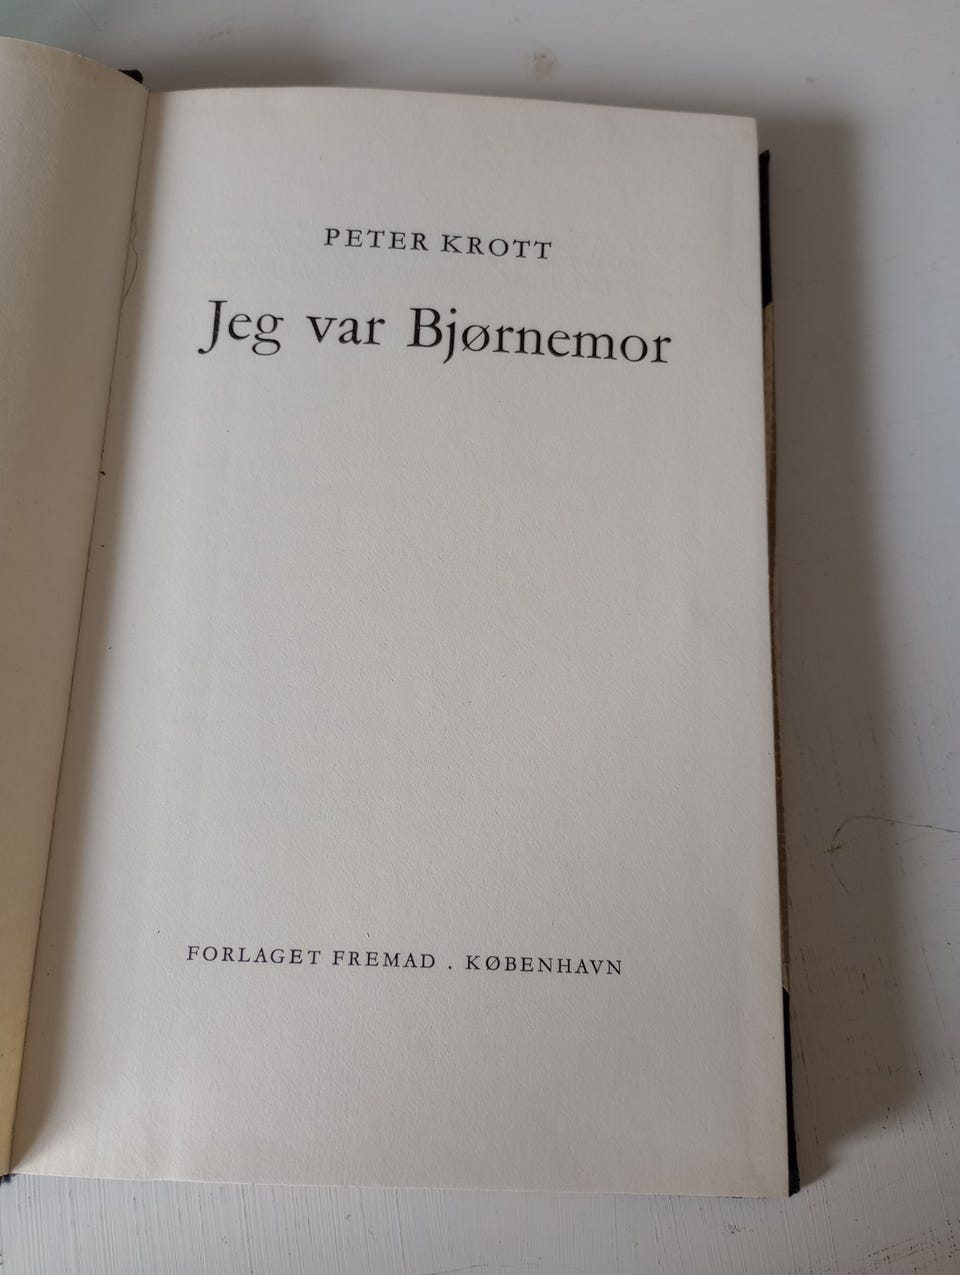 PETER KROTT
Jeg var Bjørnemor
FORLAGET FREMAD . KØBENHAVN